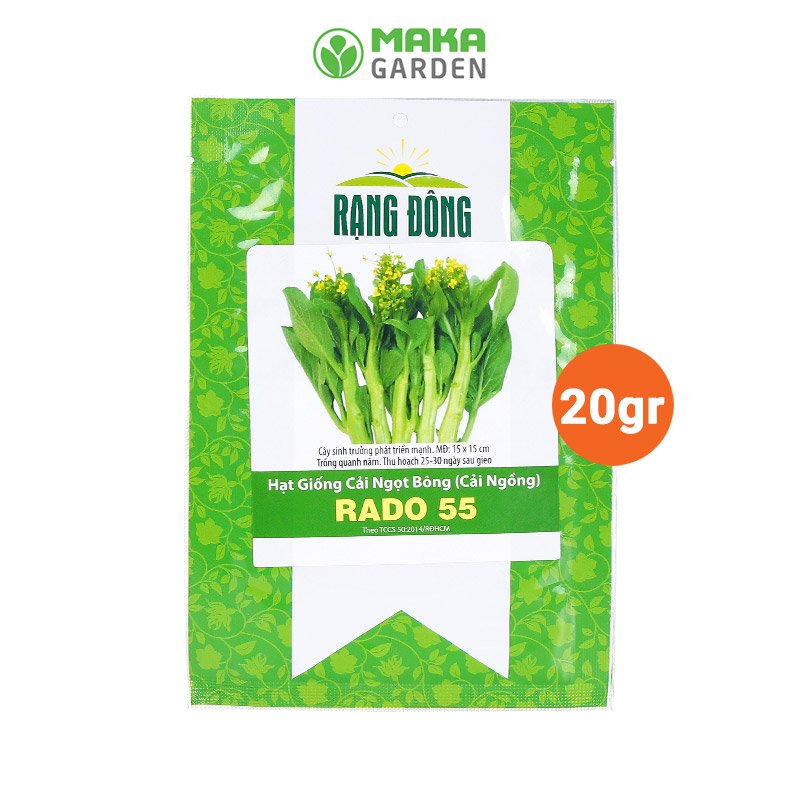 MAKA
GARDEN
RẠNG ĐÔNG
20gr
Cây sinh trưởng phát triển mạnh. MĐ: 15 x 15 cm
Trồng quanh năm. Thu hoạch 25-30 ngày sau gieo
Hạt Giống Cải Ngọt Bông (Cải Ngồng)
RADO 55
Theo TCCS 50:2014/RĐHCM